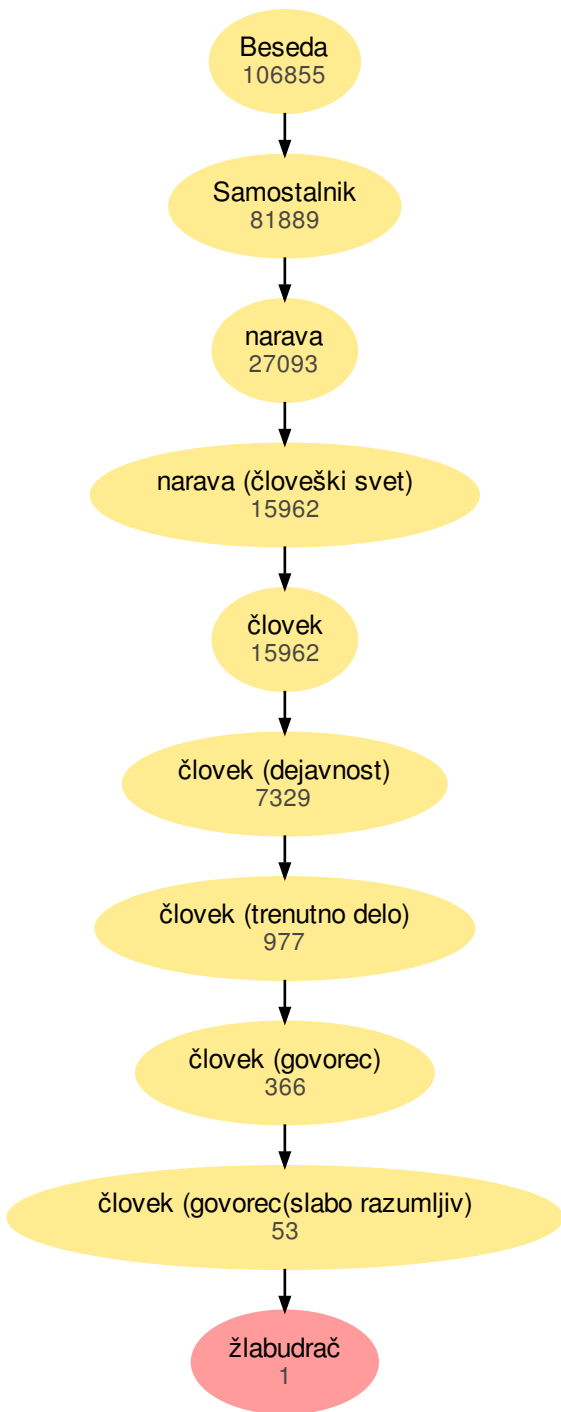 Beseda
106855
Samostalnik
81889
narava
27093
narava (človeški svet)
15962
človek
15962
človek (dejavnost)
7329
človek (trenutno delo)
977
človek (govorec)
366
človek (govorec(slabo razumljiv)
53
žlabudrač
1